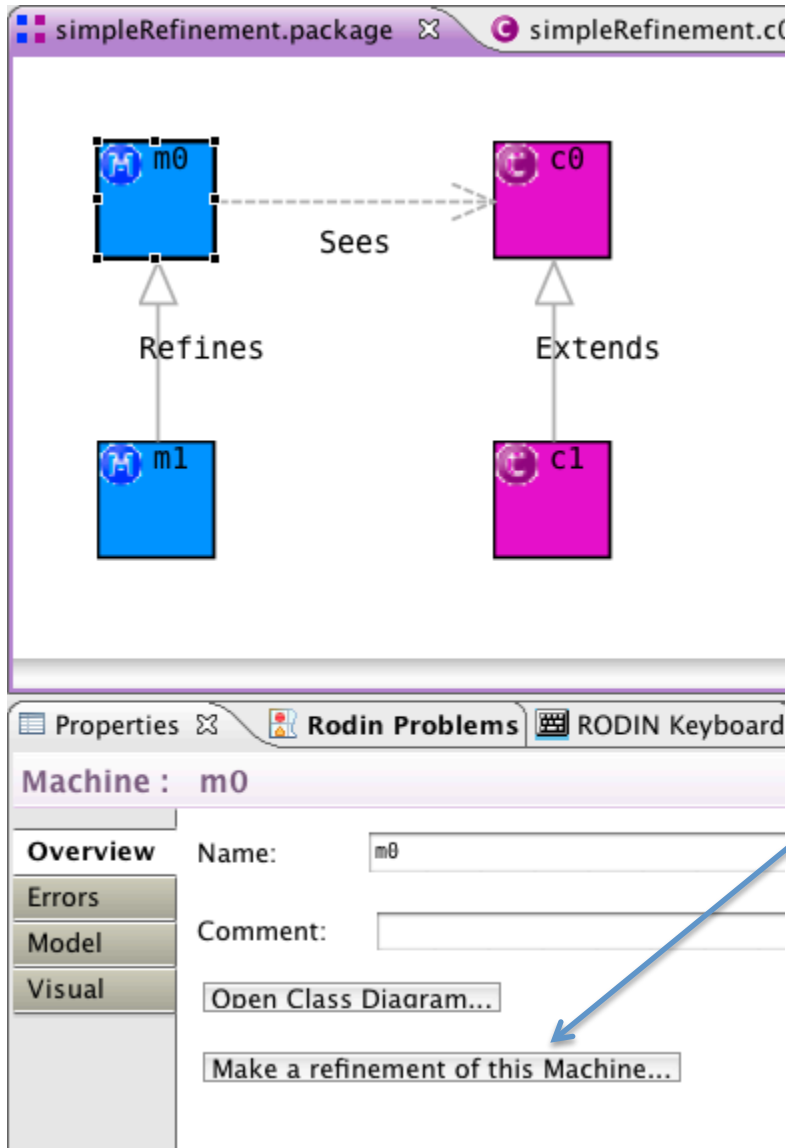 simpleRefinement.package simpleRefinement.c0
M m0 C c0
Sees
Refines Extends
M m1 C c1
Properties Rodin Problems RODIN Keyboard
Machine : m0
Overview Name: m0
Errors
Comment:
Model
Visual
Open Class Diagram...
Make a refinement of this Machine...